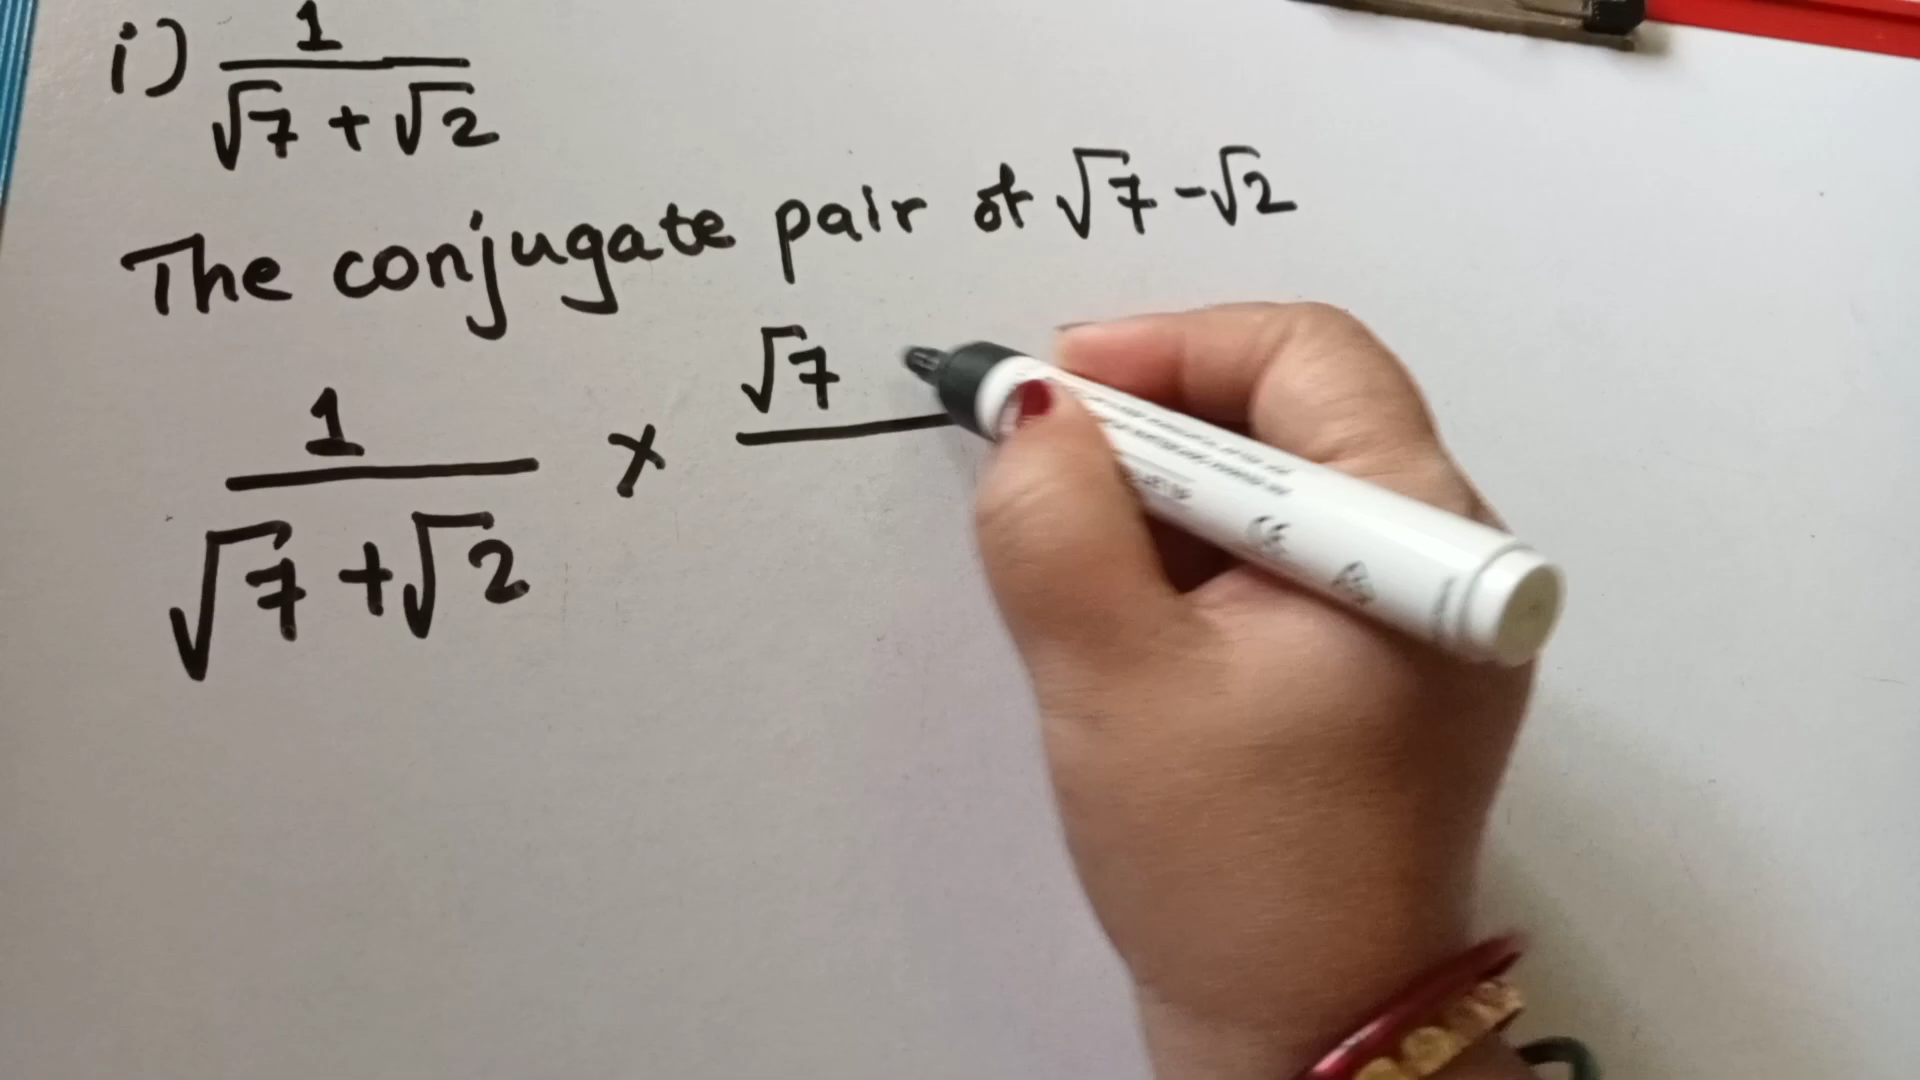 i) 1
√7 + √2
The conjugate pair of √7 - √2
1 × √7
√7 + √2